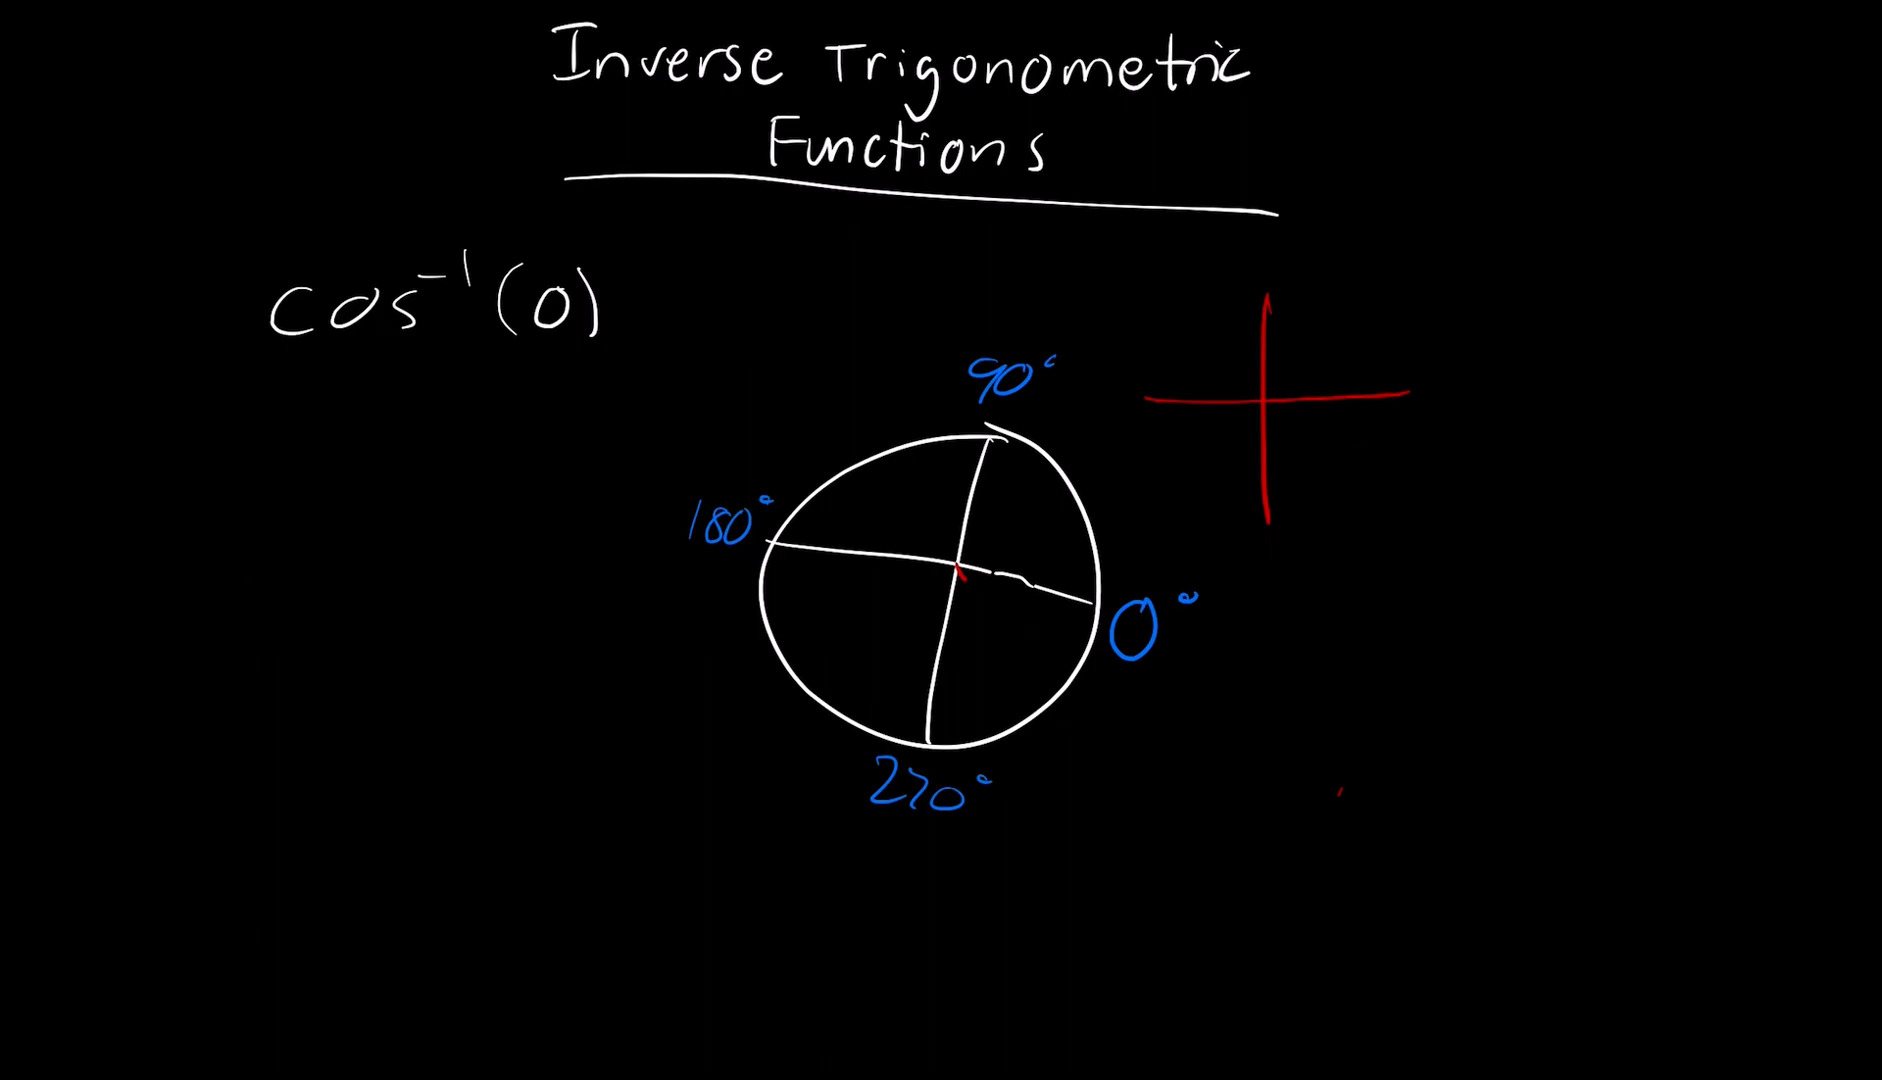 Inverse Trigonometric
Functions
cos⁻¹(0)
90°
180°
0°
270°